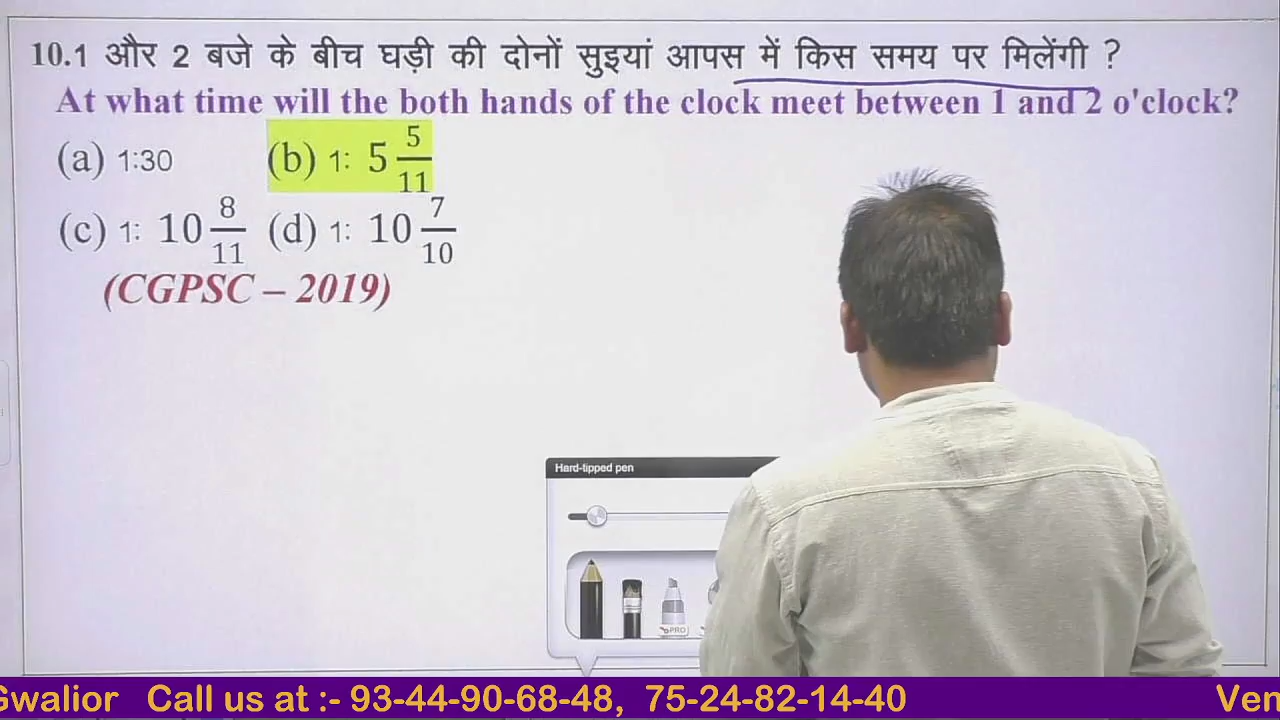 10.1 और 2 बजे के बीच घड़ी की दोनों सुइयां आपस में किस समय पर मिलेंगी ?
At what time will the both hands of the clock meet between 1 and 2 o'clock?
(a) 1:30 (b) 1: 5 5/11
(c) 1: 10 8/11 (d) 1: 10 7/10
(CGPSC – 2019)
Hard-tipped pen
PRO
Gwalior Call us at :- 93-44-90-68-48, 75-24-82-14-40 Ven